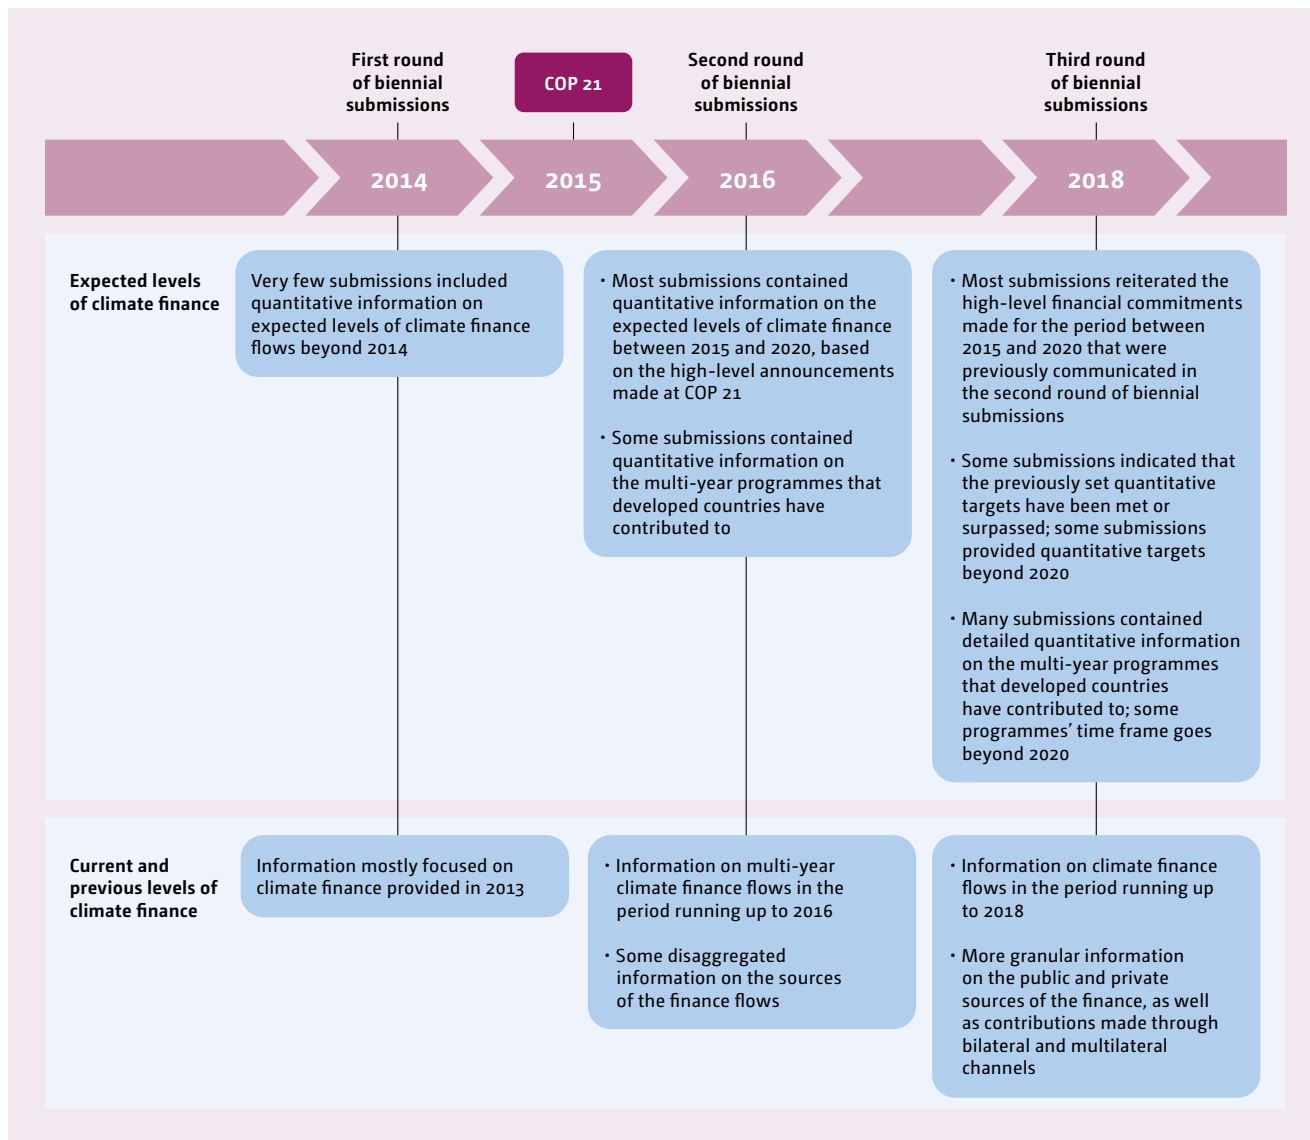 First round
of biennial
submissions
COP 21
Second round
of biennial
submissions
Third round
of biennial
submissions
2014
2015
2016
2018
Expected levels
of climate finance
Very few submissions included
quantitative information on
expected levels of climate finance
flows beyond 2014
· Most submissions contained
quantitative information on the
expected levels of climate finance
between 2015 and 2020, based
on the high-level announcements
made at COP 21
· Some submissions contained
quantitative information on
the multi-year programmes that
developed countries have
contributed to
· Most submissions reiterated the
high-level financial commitments
made for the period between
2015 and 2020 that were
previously communicated in
the second round of biennial
submissions
· Some submissions indicated that
the previously set quantitative
targets have been met or
surpassed; some submissions
provided quantitative targets
beyond 2020
· Many submissions contained
detailed quantitative information
on the multi-year programmes
that developed countries
have contributed to; some
programmes’ time frame goes
beyond 2020
Current and
previous levels of
climate finance
Information mostly focused on
climate finance provided in 2013
· Information on multi-year
climate finance flows in the
period running up to 2016
· Some disaggregated
information on the sources
of the finance flows
· Information on climate finance
flows in the period running up
to 2018
· More granular information
on the public and private
sources of the finance, as well
as contributions made through
bilateral and multilateral
channels